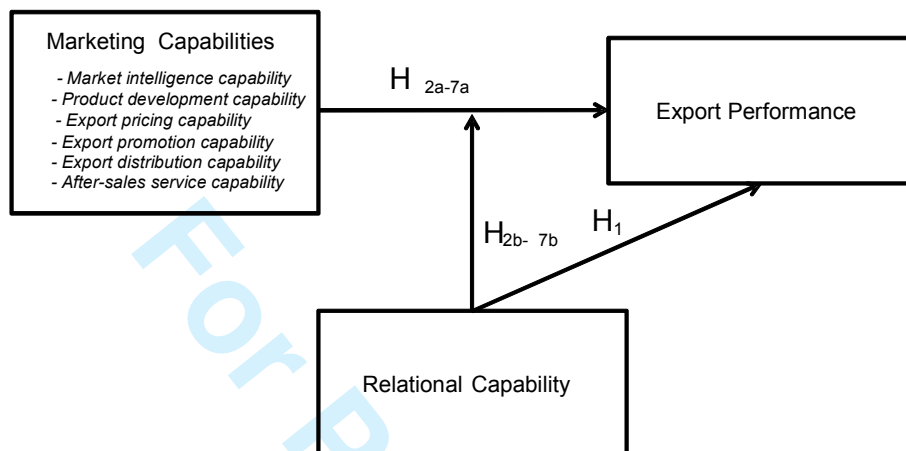 Marketing Capabilities
- Market intelligence capability
- Product development capability
- Export pricing capability
- Export promotion capability
- Export distribution capability
- After-sales service capability
H 2a-7a
Export Performance
H2b- 7b
H1
Relational Capability
For P